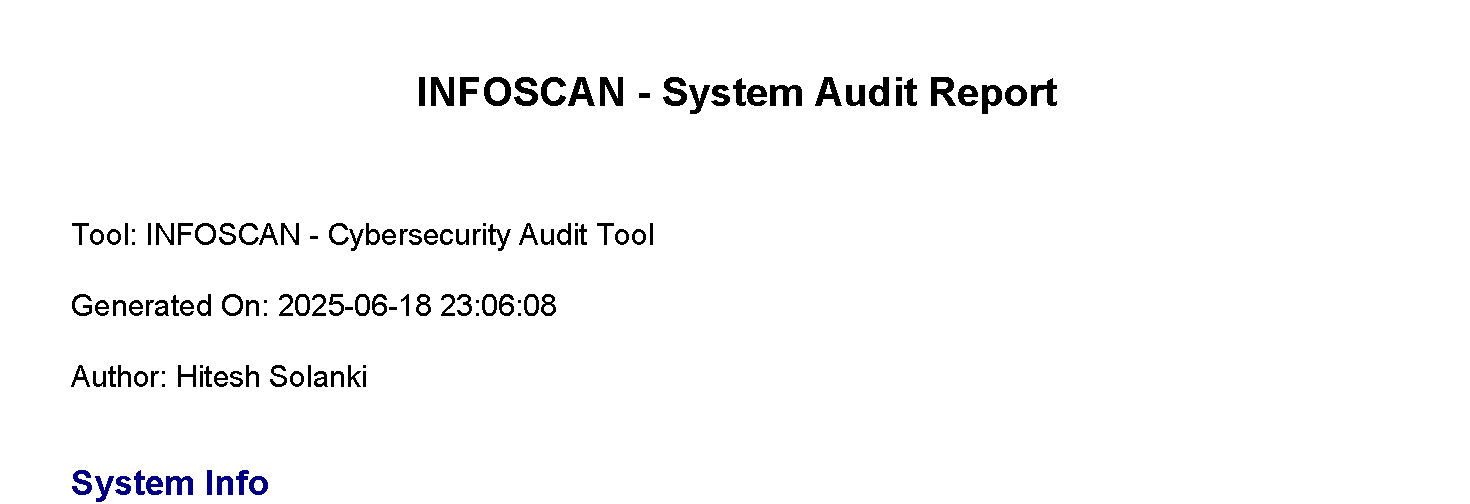 INFOSCAN - System Audit Report
Tool: INFOSCAN - Cybersecurity Audit Tool
Generated On: 2025-06-18 23:06:08
Author: Hitesh Solanki
System Info